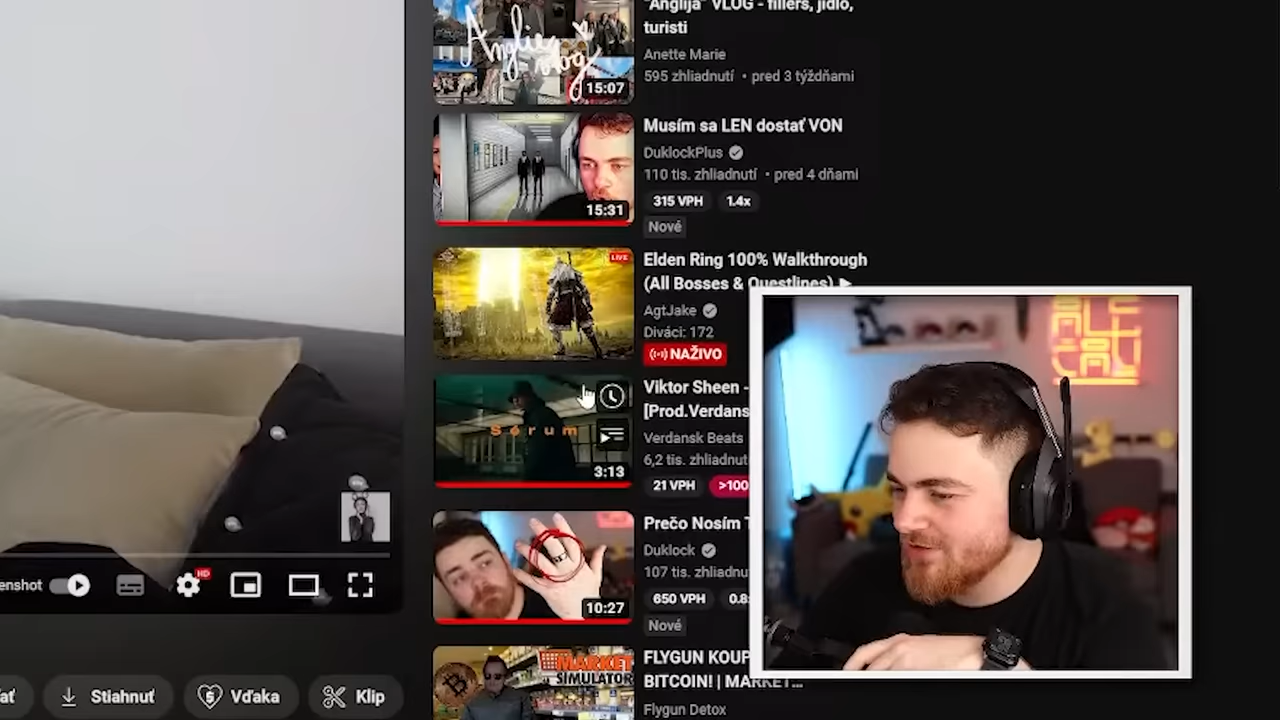 "Anglija" VLOG - fillers, jídlo,
turisti
Anette Marie
595 zhliadnutí • pred 3 týždňami
Anglie
vlog
15:07
Musím sa LEN dostať VON
DuklockPlus
110 tis. zhliadnutí • pred 4 dňami
315 VPH 1.4x
Nové
15:31
Elden Ring 100% Walkthrough
(All Bosses & Questlines)
AgtJake
Diváci: 172
NAŽIVO
LIVE
Viktor Sheen -
[Prod.Verdans
Verdansk Beats
6,2 tis. zhliadnut
21 VPH >100
Sérum
3:13
Prečo Nosím
Duklock
107 tis. zhliadnu
650 VPH 0.8
Nové
10:27
FLYGUN KOUP
BITCOIN! | MARKET...
Flygun Detox
MARKET
SIMULATOR
enshot
HD
ať
Stiahnuť
Vďaka
Klip